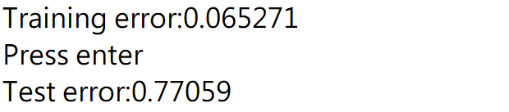 Training error:0.065271
Press enter
Test error:0.77059